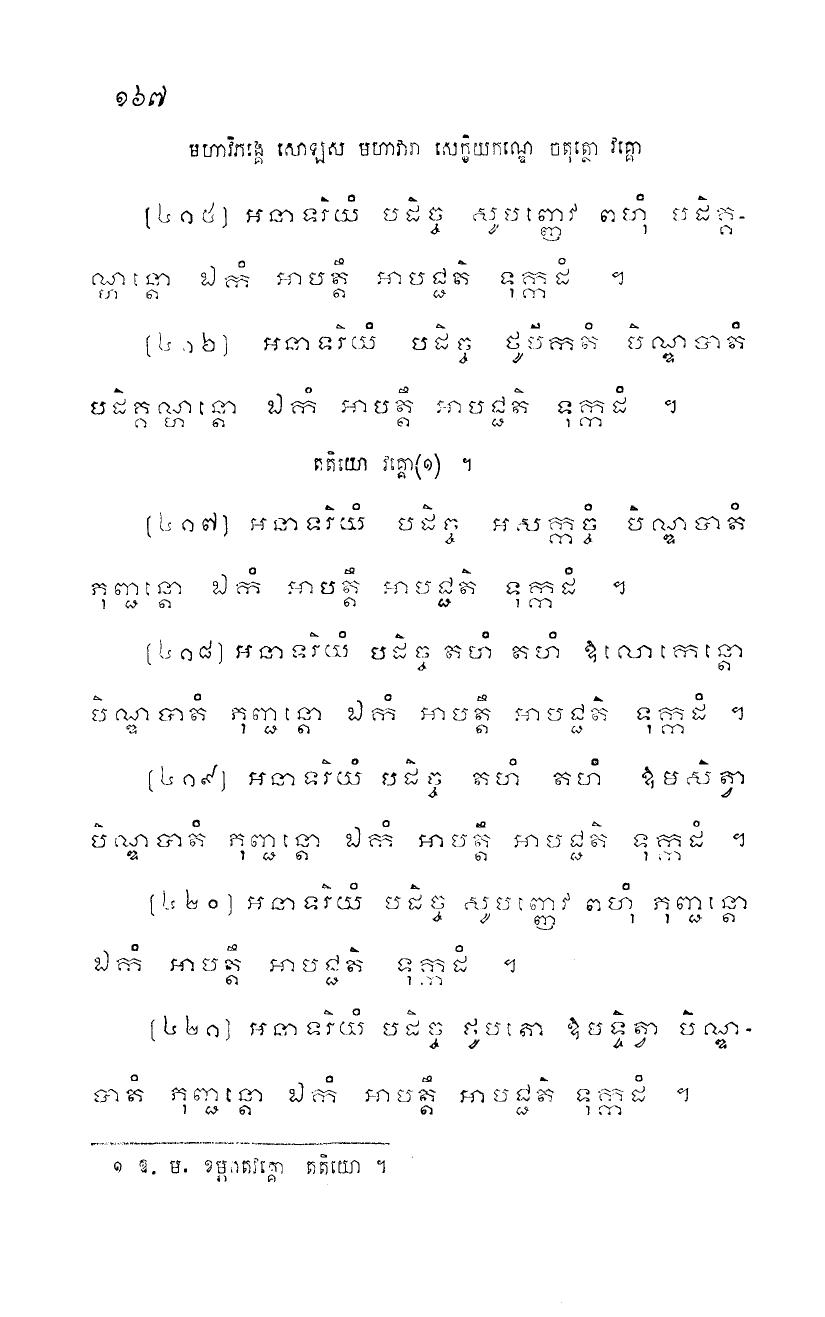 ១៦៧
មហាវិភង្គេ សោឡស មហាវារា សេក្ខិយកណ្ឌេ ចតុត្ថោ វគ្គោ
[៤១៥] អនាទរិយំ បដិច្ច សូបញ្ញេវ ពហុំ បដិគ្គ-
ណ្ហន្តោ ឯកំ អាបត្តឹ អាបជ្ជតិ ទុក្កដំ ។
[៤១៦] អនាទរិយំ បដិច្ច ថូបីកតំ បិណ្ឌបាតំ
បដិគ្គណ្ហន្តោ ឯកំ អាបត្តឹ អាបជ្ជតិ ទុក្កដំ ។
តតិយោ វគ្គោ(១) ។
[៤១៧] អនាទរិយំ បដិច្ច អសក្កច្ចំ បិណ្ឌបាតំ
ភុញ្ជន្តោ ឯកំ អាបត្តឹ អាបជ្ជតិ ទុក្កដំ ។
[៤១៨] អនាទរិយំ បដិច្ច តហំ តហំ ឱលោកេន្តោ
បិណ្ឌបាតំ ភុញ្ជន្តោ ឯកំ អាបត្តឹ អាបជ្ជតិ ទុក្កដំ ។
[៤១៩] អនាទរិយំ បដិច្ច តហំ តហំ ឱមសិត្វា
បិណ្ឌបាតំ ភុញ្ជន្តោ ឯកំ អាបត្តឹ អាបជ្ជតិ ទុក្កដំ ។
[៤២០] អនាទរិយំ បដិច្ច សូបញ្ញេវ ពហុំ ភុញ្ជន្តោ
ឯកំ អាបត្តឹ អាបជ្ជតិ ទុក្កដំ ។
[៤២១] អនាទរិយំ បដិច្ច ថូបតោ ឱមទ្ទិត្វា បិណ្ឌ-
បាតំ ភុញ្ជន្តោ ឯកំ អាបត្តឹ អាបជ្ជតិ ទុក្កដំ ។
១ ឱ. ម. ខម្ភកតវគ្គោ តតិយោ ។